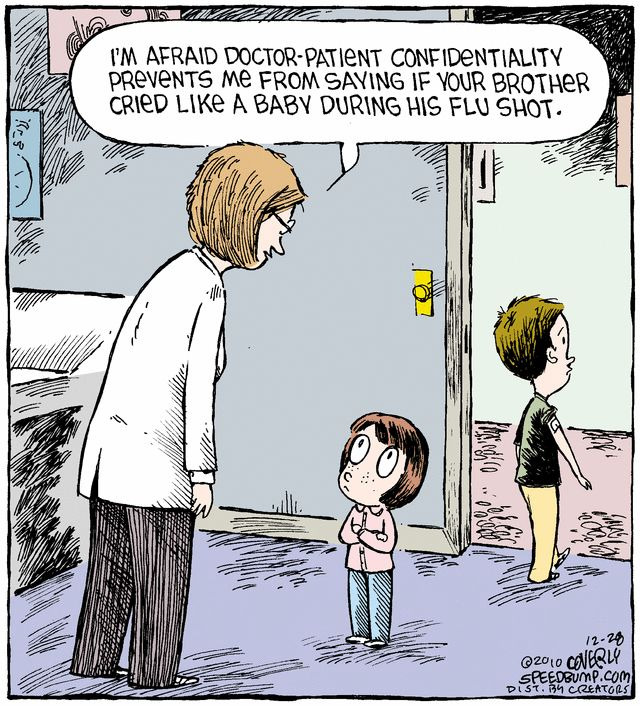 I'M AFRAID DOCTOR-PATIENT CONFIDENTIALITY
PREVENTS ME FROM SAYING IF YOUR BROTHER
CRIED LIKE A BABY DURING HIS FLU SHOT.
12-28
©2010 COVERLY
SPEEDBUMP.COM
DIST. BY CREATORS